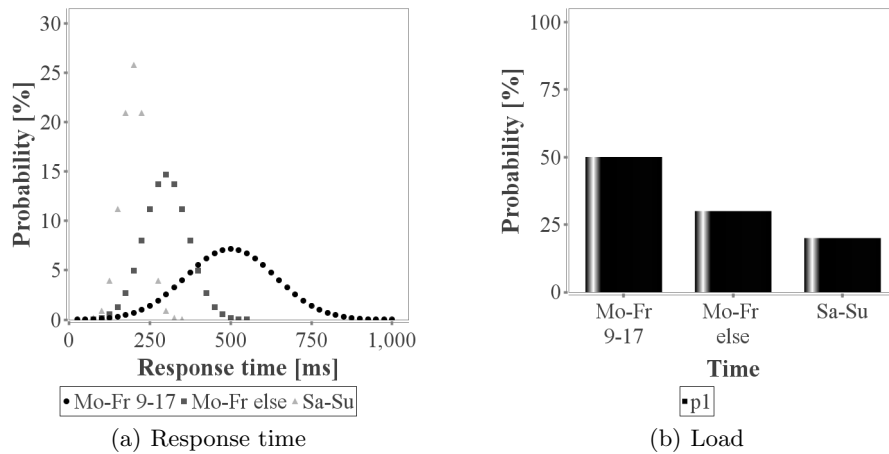 30
25
20
15
10
5
0
Probability [%]
0 250 500 750 1,000
Response time [ms]
Mo-Fr 9-17 Mo-Fr else Sa-Su
(a) Response time
100
75
50
25
0
Probability [%]
Mo-Fr Mo-Fr Sa-Su
9-17 else
Time
p1
(b) Load